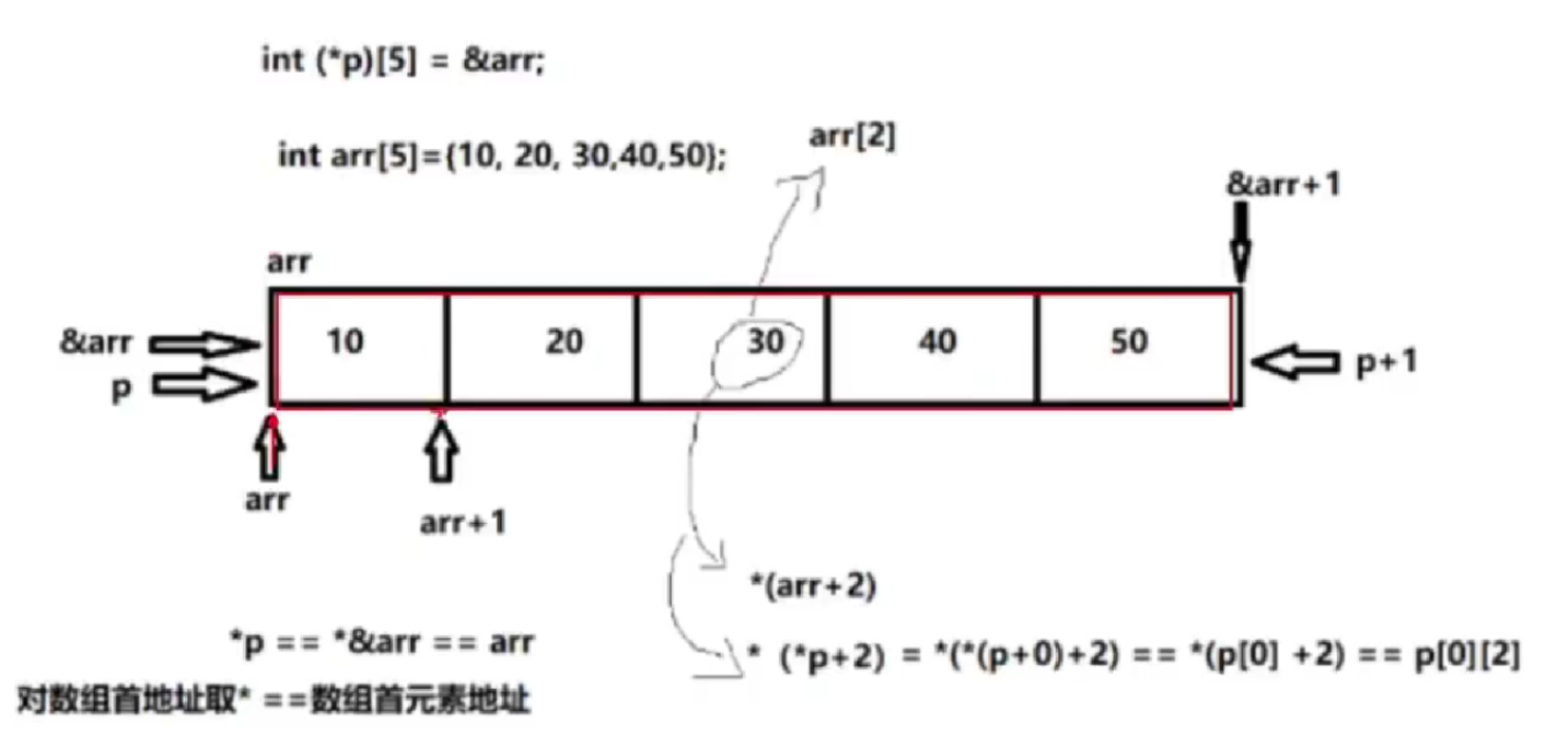 int (*p)[5] = &arr;
int arr[5]={10, 20, 30,40,50};
arr[2]
&arr+1
arr
&arr
10 20 30 40 50
p
p+1
arr
arr+1
*(arr+2)
* (*p+2) = *(*(p+0)+2) == *(p[0] +2) == p[0][2]
*p == *&arr == arr
对数组首地址取* ==数组首元素地址